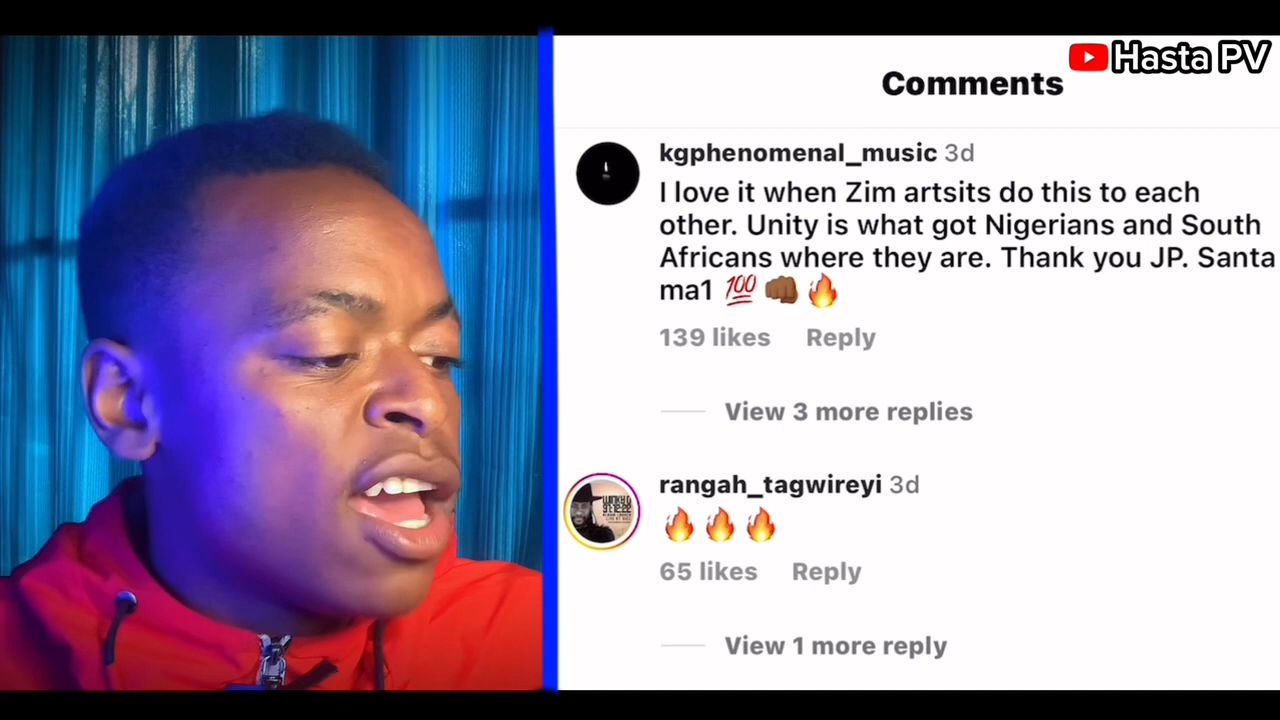 Hasta PV
Comments
kgphenomenal_music 3d
I love it when Zim artsits do this to each
other. Unity is what got Nigerians and South
Africans where they are. Thank you JP. Santa
ma1 💯 👊🏾 🔥
139 likes Reply
View 3 more replies
rangah_tagwireyi 3d
🔥 🔥 🔥
65 likes Reply
View 1 more reply